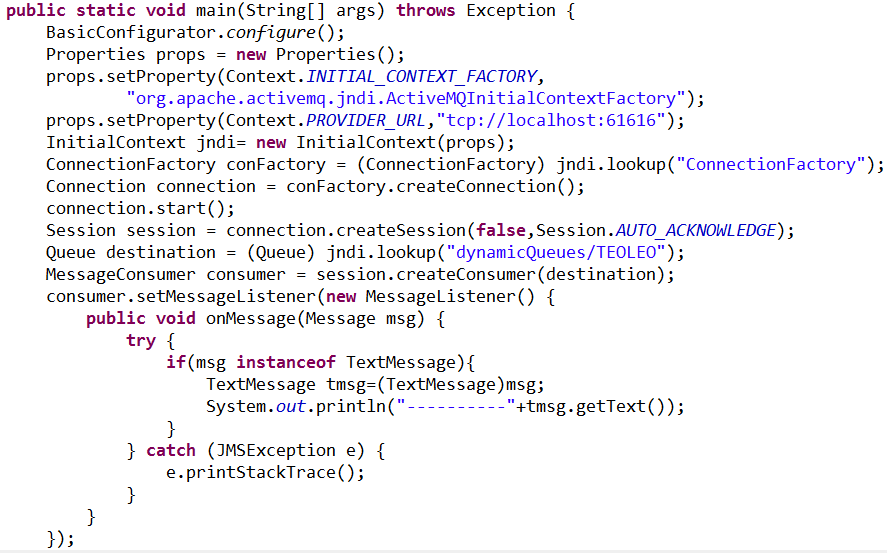 public static void main(String[] args) throws Exception {
    BasicConfigurator.configure();
    Properties props = new Properties();
    props.setProperty(Context.INITIAL_CONTEXT_FACTORY,
            "org.apache.activemq.jndi.ActiveMQInitialContextFactory");
    props.setProperty(Context.PROVIDER_URL,"tcp://localhost:61616");
    InitialContext jndi= new InitialContext(props);
    ConnectionFactory conFactory = (ConnectionFactory) jndi.lookup("ConnectionFactory");
    Connection connection = conFactory.createConnection();
    connection.start();
    Session session = connection.createSession(false,Session.AUTO_ACKNOWLEDGE);
    Queue destination = (Queue) jndi.lookup("dynamicQueues/TEOLEO");
    MessageConsumer consumer = session.createConsumer(destination);
    consumer.setMessageListener(new MessageListener() {
        public void onMessage(Message msg) {
            try {
                if(msg instanceof TextMessage){
                    TextMessage tmsg=(TextMessage)msg;
                    System.out.println("----------"+tmsg.getText());
                }
            } catch (JMSException e) {
                e.printStackTrace();
            }
        }
    });